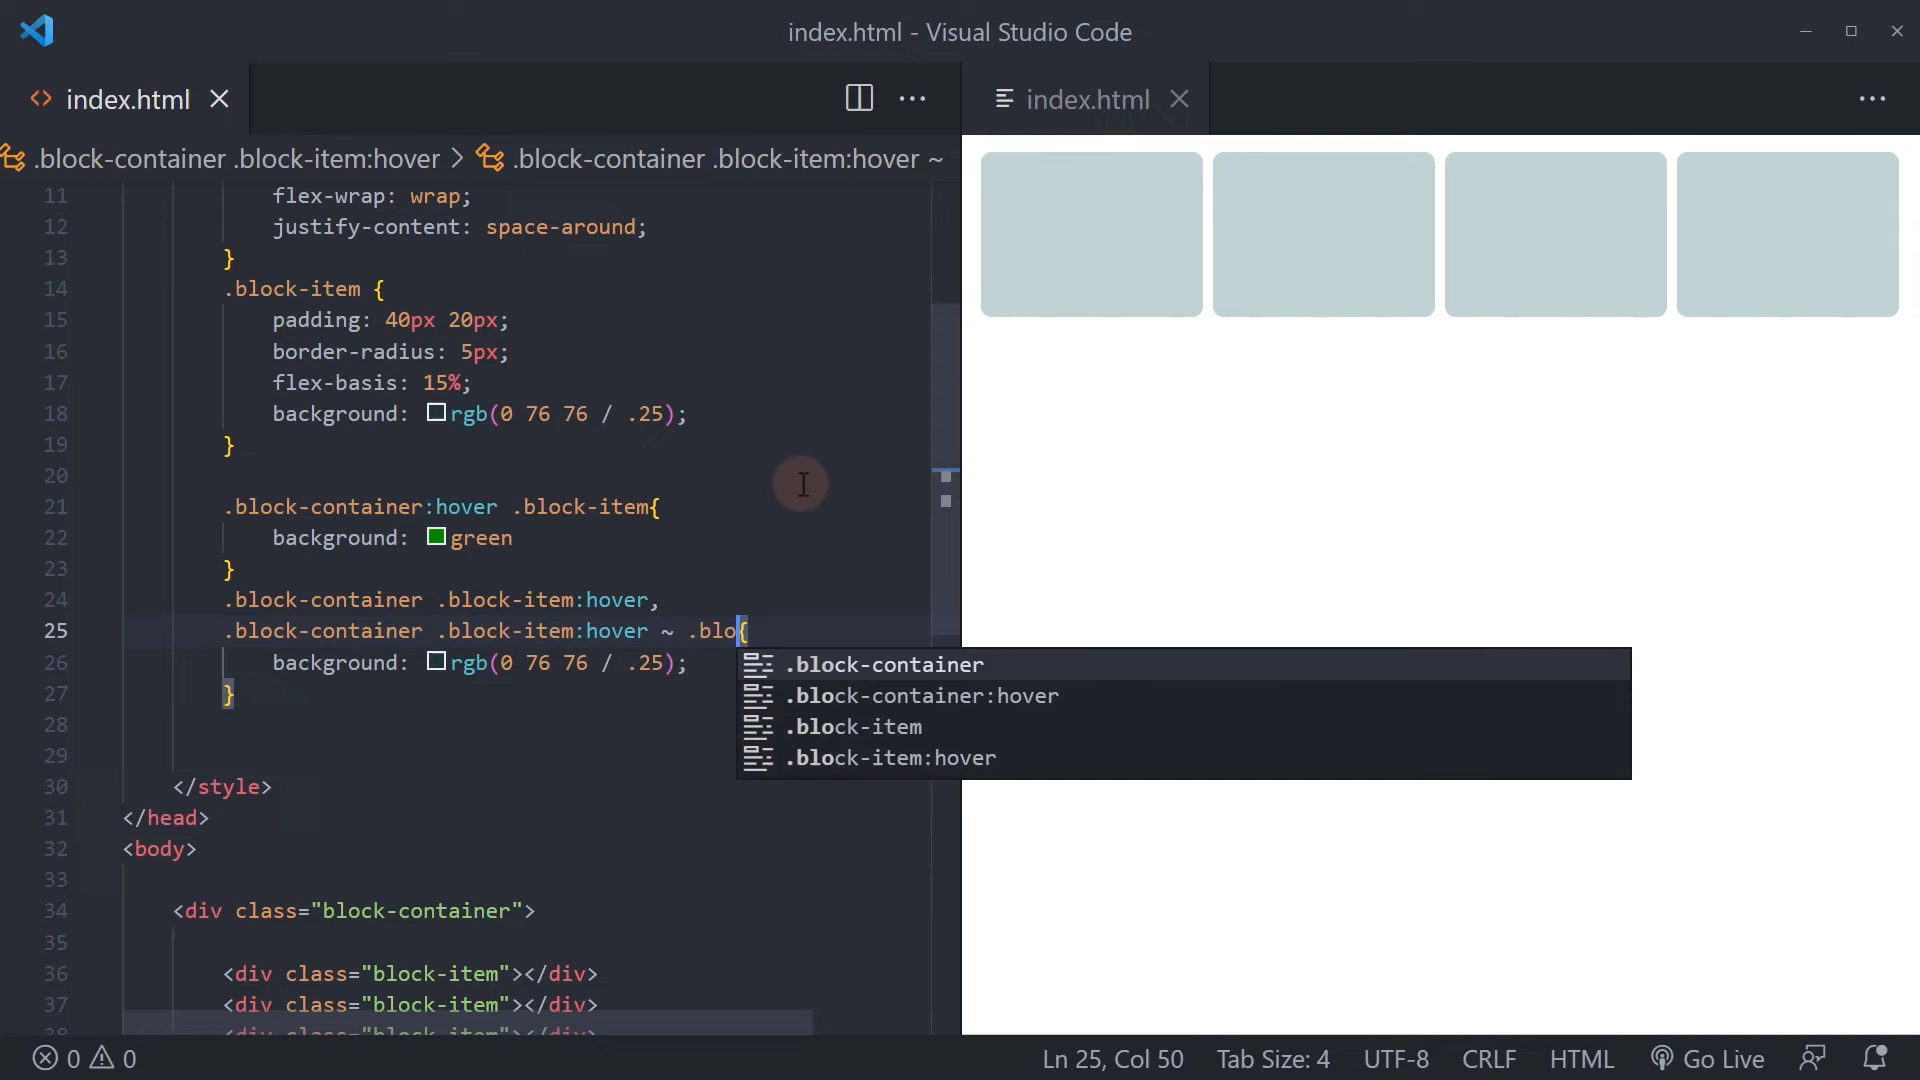 index.html - Visual Studio Code
index.html
index.html
.block-container .block-item:hover > .block-container .block-item:hover ~
11 flex-wrap: wrap;
12 justify-content: space-around;
13 }
14 .block-item {
15 padding: 40px 20px;
16 border-radius: 5px;
17 flex-basis: 15%;
18 background: rgb(0 76 76 / .25);
19 }
20
21 .block-container:hover .block-item{
22 background: green
23 }
24 .block-container .block-item:hover,
25 .block-container .block-item:hover ~ .blo{
26 background: rgb(0 76 76 / .25);
27 }
28
29
30 </style>
31 </head>
32 <body>
33
34 <div class="block-container">
35
36 <div class="block-item"></div>
37 <div class="block-item"></div>
38 <div class="block-item"></div>
.block-container
.block-container:hover
.block-item
.block-item:hover
0 0
Ln 25, Col 50 Tab Size: 4 UTF-8 CRLF HTML Go Live